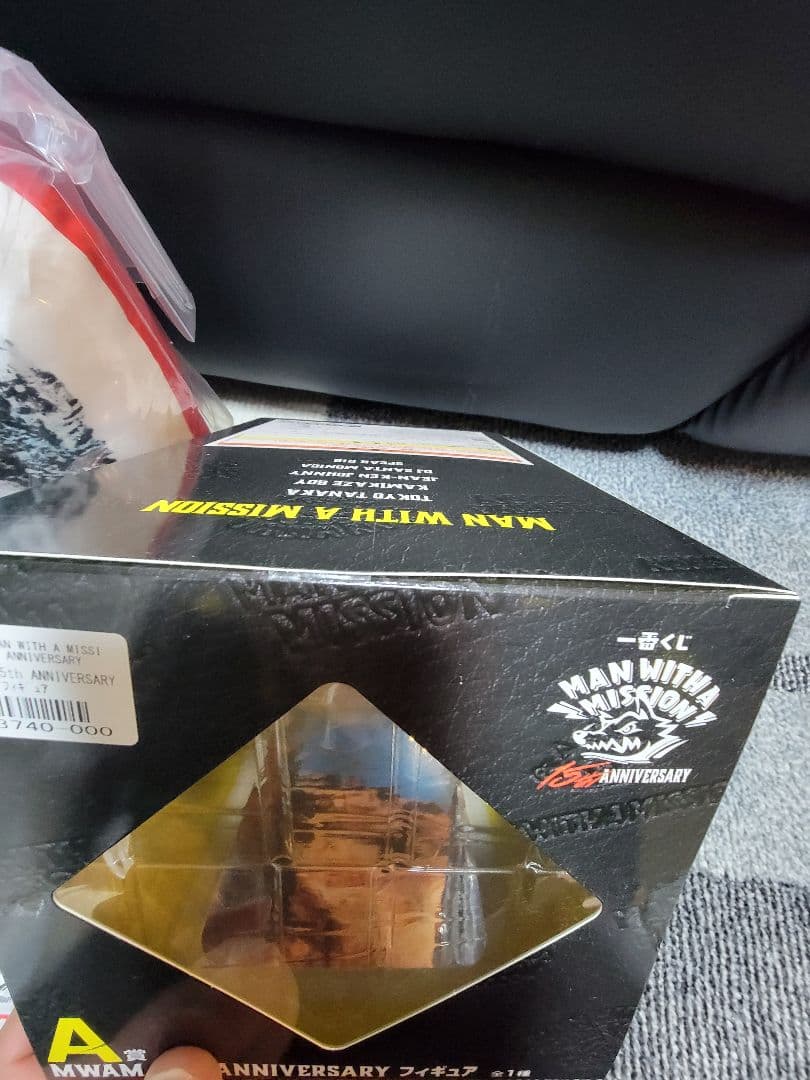 SPEAR RIB
DJ SANTA MONICA
JEAN-KEN JOHNNY
KAMIKAZE BOY
TOKYO TANAKA
MAN WITH A MISSION
MISSION
AN WITH A MISSI
ANNIVERSARY
5th ANNIVERSARY
フィギュア
3740-000
一番くじ
MAN WITH A
MISSION
15th ANNIVERSARY
A賞
MWAM ANNIVERSARY フィギュア 全1種